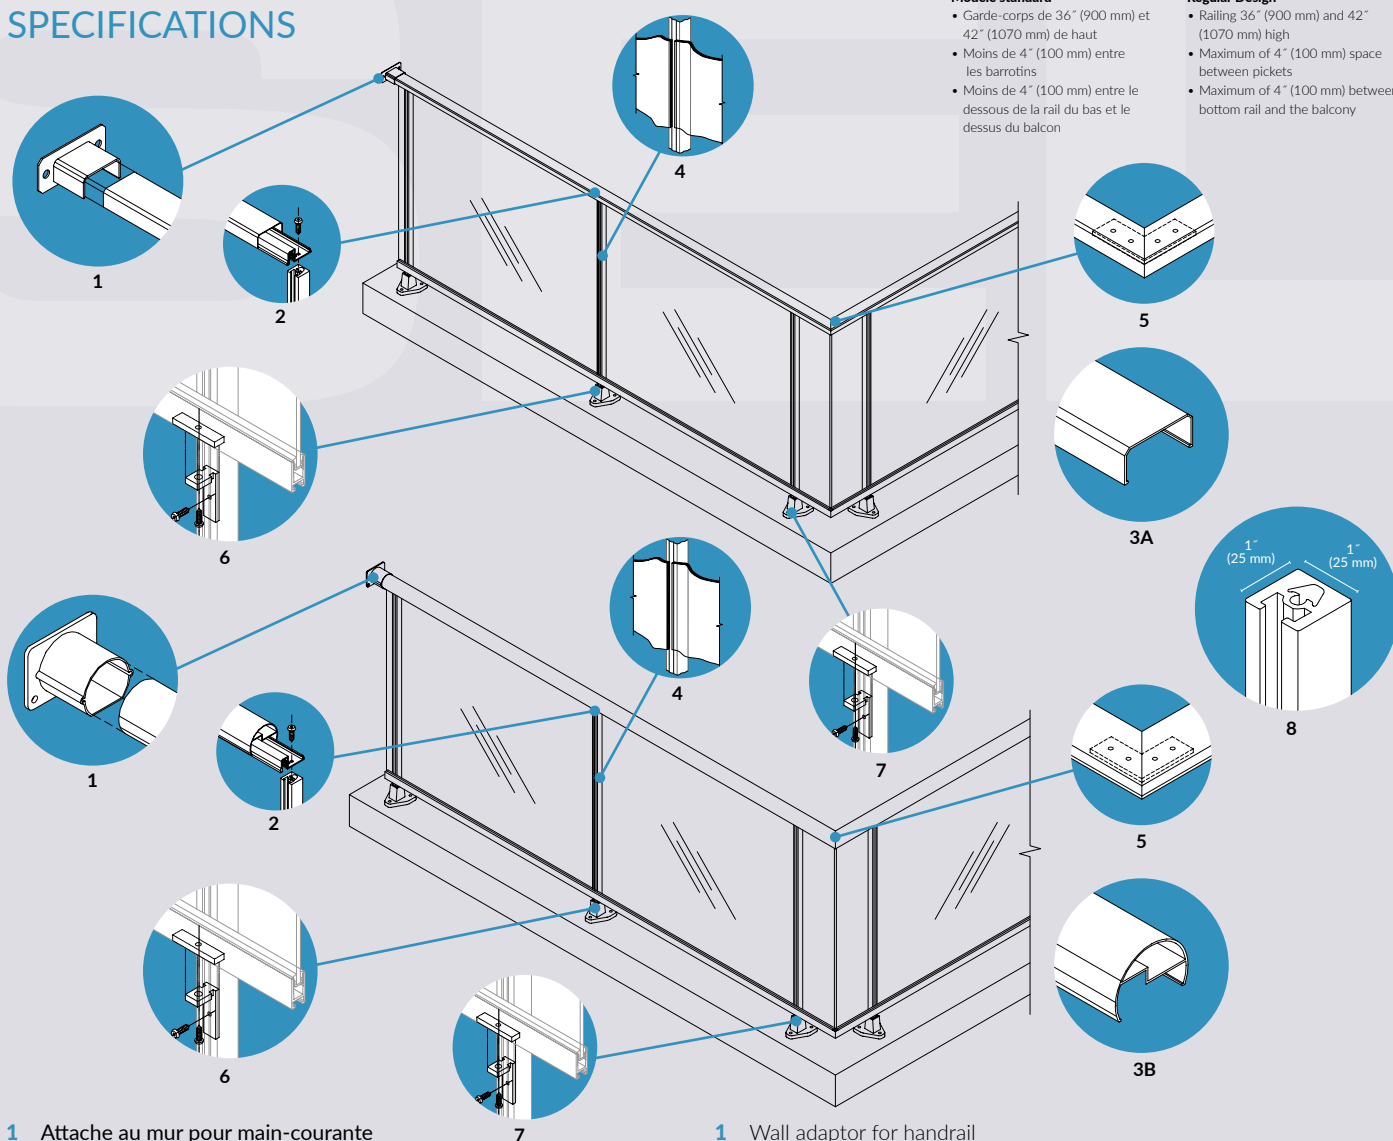 SPECIFICATIONS
Modèle standard
• Garde-corps de 36˝ (900 mm) et
42˝ (1070 mm) de haut
• Moins de 4˝ (100 mm) entre
les barrotins
• Moins de 4˝ (100 mm) entre le
dessous de la rail du bas et le
dessus du balcon
Regular Design
• Railing 36˝ (900 mm) and 42˝
(1070 mm) high
• Maximum of 4˝ (100 mm) space
between pickets
• Maximum of 4˝ (100 mm) between
bottom rail and the balcony
1
2
4
5
6
3A
1˝
(25 mm)
1˝
(25 mm)
8
1
2
4
7
5
6
7
3B
1 Attache au mur pour main-courante
1 Wall adaptor for handrail